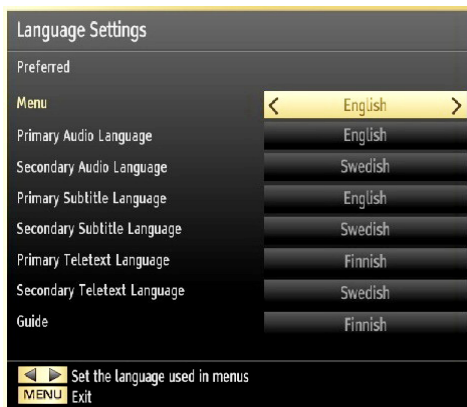 Language Settings
Preferred
Menu < English >
Primary Audio Language English
Secondary Audio Language Swedish
Primary Subtitle Language English
Secondary Subtitle Language Swedish
Primary Teletext Language Finnish
Secondary Teletext Language Swedish
Guide Finnish
◀ ▶ Set the language used in menus
MENU Exit